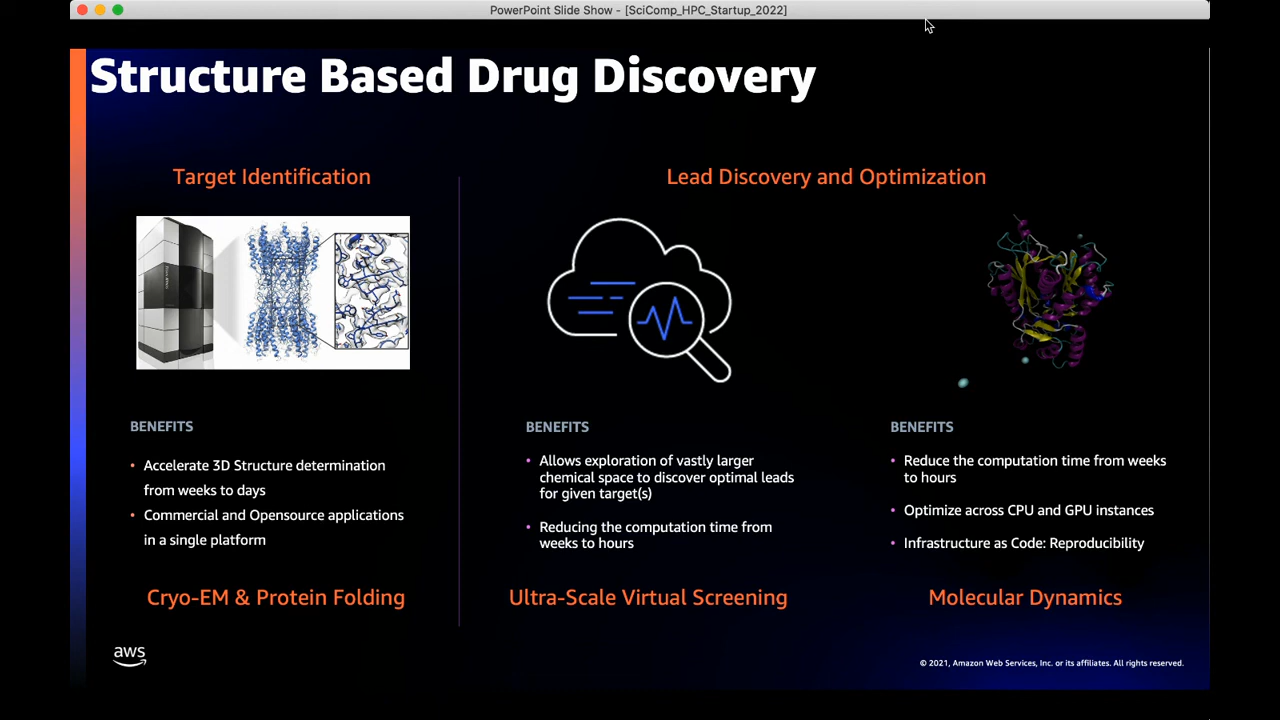 PowerPoint Slide Show - [SciComp_HPC_Startup_2022]
Structure Based Drug Discovery
Target Identification
BENEFITS
• Accelerate 3D Structure determination
from weeks to days
• Commercial and Opensource applications
in a single platform
Cryo-EM & Protein Folding
Lead Discovery and Optimization
BENEFITS
• Allows exploration of vastly larger
chemical space to discover optimal leads
for given target(s)
• Reducing the computation time from
weeks to hours
Ultra-Scale Virtual Screening
BENEFITS
• Reduce the computation time from weeks
to hours
• Optimize across CPU and GPU instances
• Infrastructure as Code: Reproducibility
Molecular Dynamics
aws
© 2021, Amazon Web Services, Inc. or its affiliates. All rights reserved.